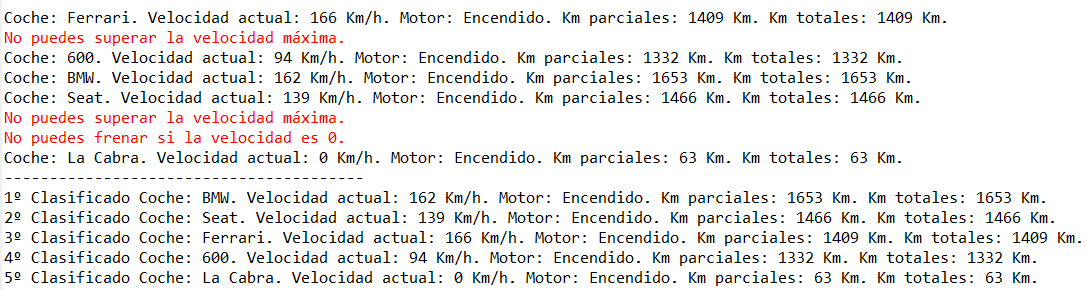 Coche: Ferrari. Velocidad actual: 166 Km/h. Motor: Encendido. Km parciales: 1409 Km. Km totales: 1409 Km.
No puedes superar la velocidad máxima.
Coche: 600. Velocidad actual: 94 Km/h. Motor: Encendido. Km parciales: 1332 Km. Km totales: 1332 Km.
Coche: BMW. Velocidad actual: 162 Km/h. Motor: Encendido. Km parciales: 1653 Km. Km totales: 1653 Km.
Coche: Seat. Velocidad actual: 139 Km/h. Motor: Encendido. Km parciales: 1466 Km. Km totales: 1466 Km.
No puedes superar la velocidad máxima.
No puedes frenar si la velocidad es 0.
Coche: La Cabra. Velocidad actual: 0 Km/h. Motor: Encendido. Km parciales: 63 Km. Km totales: 63 Km.
----------------------------------------
1º Clasificado Coche: BMW. Velocidad actual: 162 Km/h. Motor: Encendido. Km parciales: 1653 Km. Km totales: 1653 Km.
2º Clasificado Coche: Seat. Velocidad actual: 139 Km/h. Motor: Encendido. Km parciales: 1466 Km. Km totales: 1466 Km.
3º Clasificado Coche: Ferrari. Velocidad actual: 166 Km/h. Motor: Encendido. Km parciales: 1409 Km. Km totales: 1409 Km.
4º Clasificado Coche: 600. Velocidad actual: 94 Km/h. Motor: Encendido. Km parciales: 1332 Km. Km totales: 1332 Km.
5º Clasificado Coche: La Cabra. Velocidad actual: 0 Km/h. Motor: Encendido. Km parciales: 63 Km. Km totales: 63 Km.